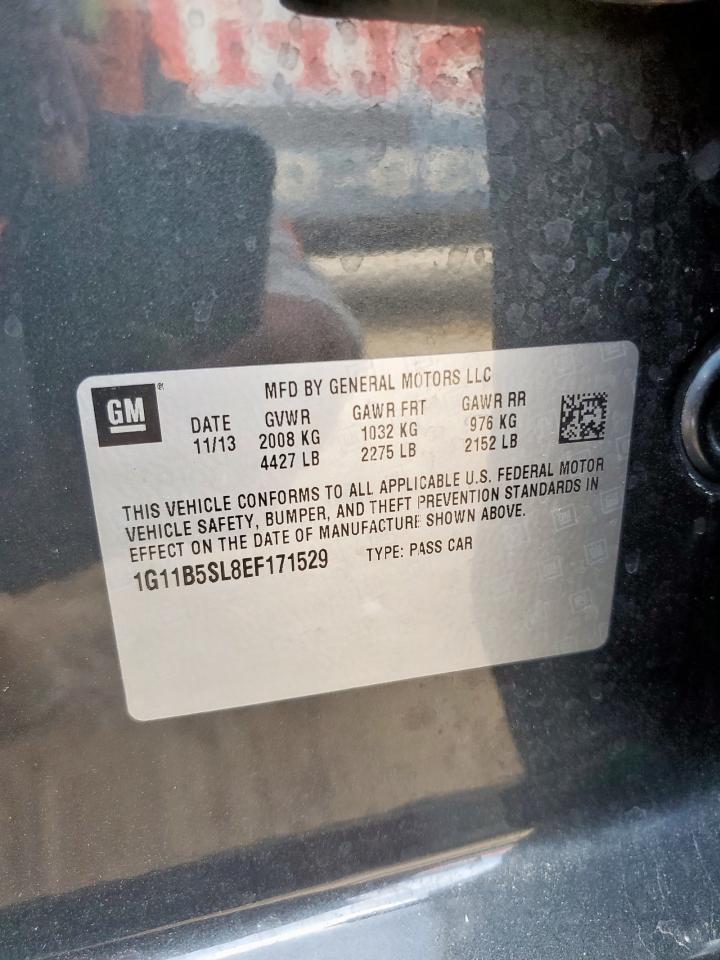 GM®
MFD BY GENERAL MOTORS LLC
DATE GVWR GAWR FRT GAWR RR
11/13 2008 KG 1032 KG 976 KG
4427 LB 2275 LB 2152 LB
THIS VEHICLE CONFORMS TO ALL APPLICABLE U.S. FEDERAL MOTOR
VEHICLE SAFETY, BUMPER, AND THEFT PREVENTION STANDARDS IN
EFFECT ON THE DATE OF MANUFACTURE SHOWN ABOVE.
1G11B5SL8EF171529 TYPE: PASS CAR